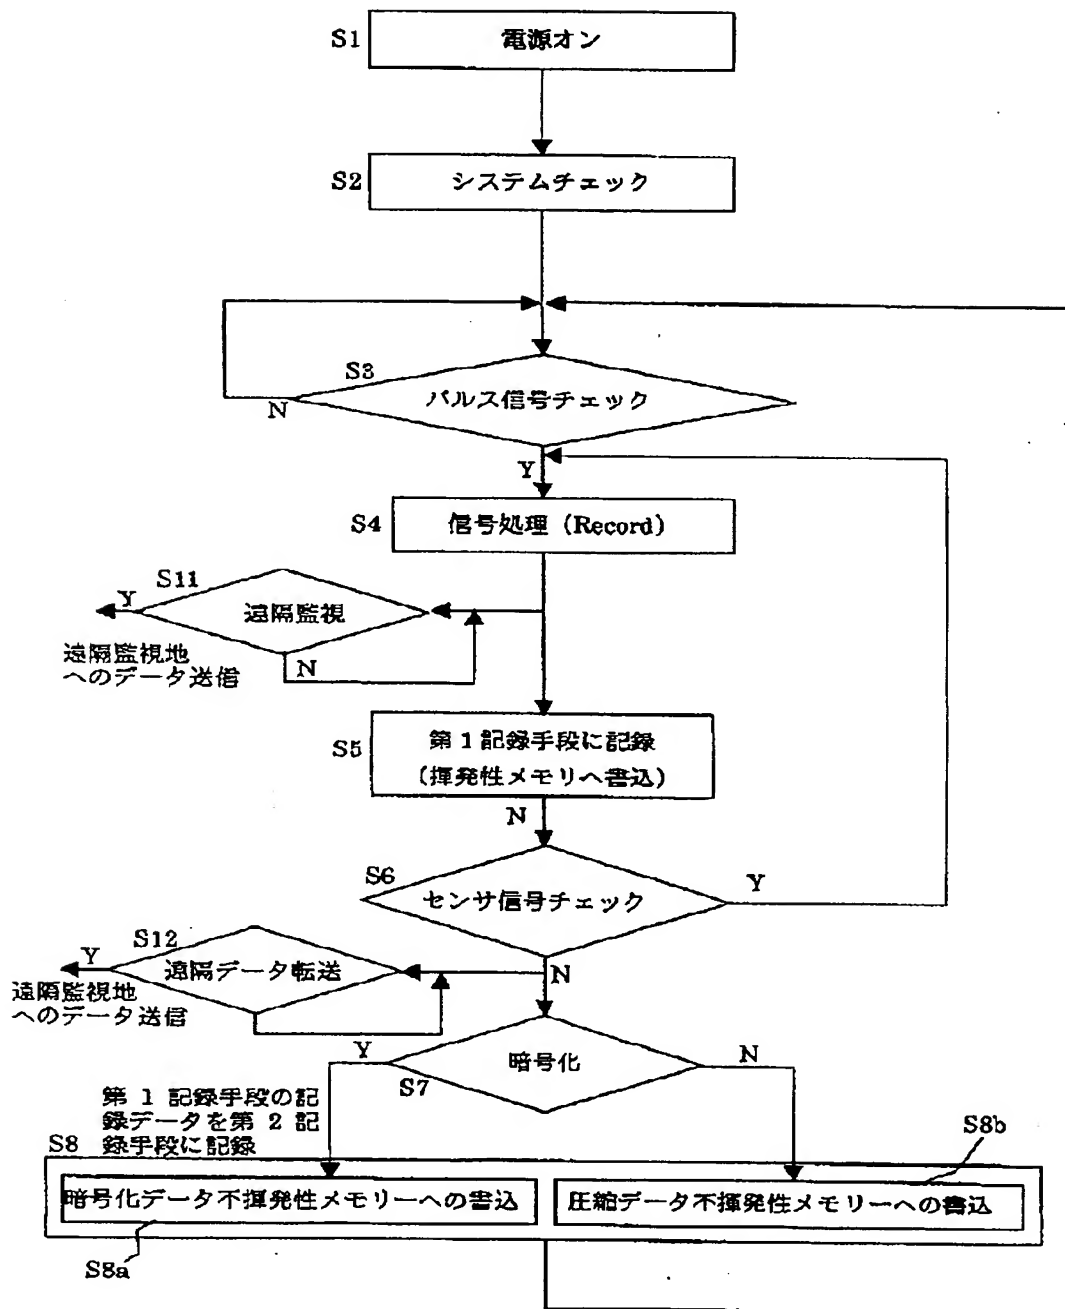 S1
電源オン
S2
システムチェック
S3
パルス信号チェック
N
Y
S4
信号処理（Record）
S11
Y
遠隔監視
遠隔監視地
へのデータ送信
N
S5
第１記録手段に記録
（揮発性メモリへ書込）
N
S6
センサ信号チェック
Y
S12
Y
遠隔データ転送
N
遠隔監視地
へのデータ送信
Y
暗号化
N
S7
第 1 記録手段の記
録データを第 2 記
S8 録手段に記録
S8b
暗号化データ不揮発性メモリーへの書込
圧縮データ不揮発性メモリーへの書込
S8a